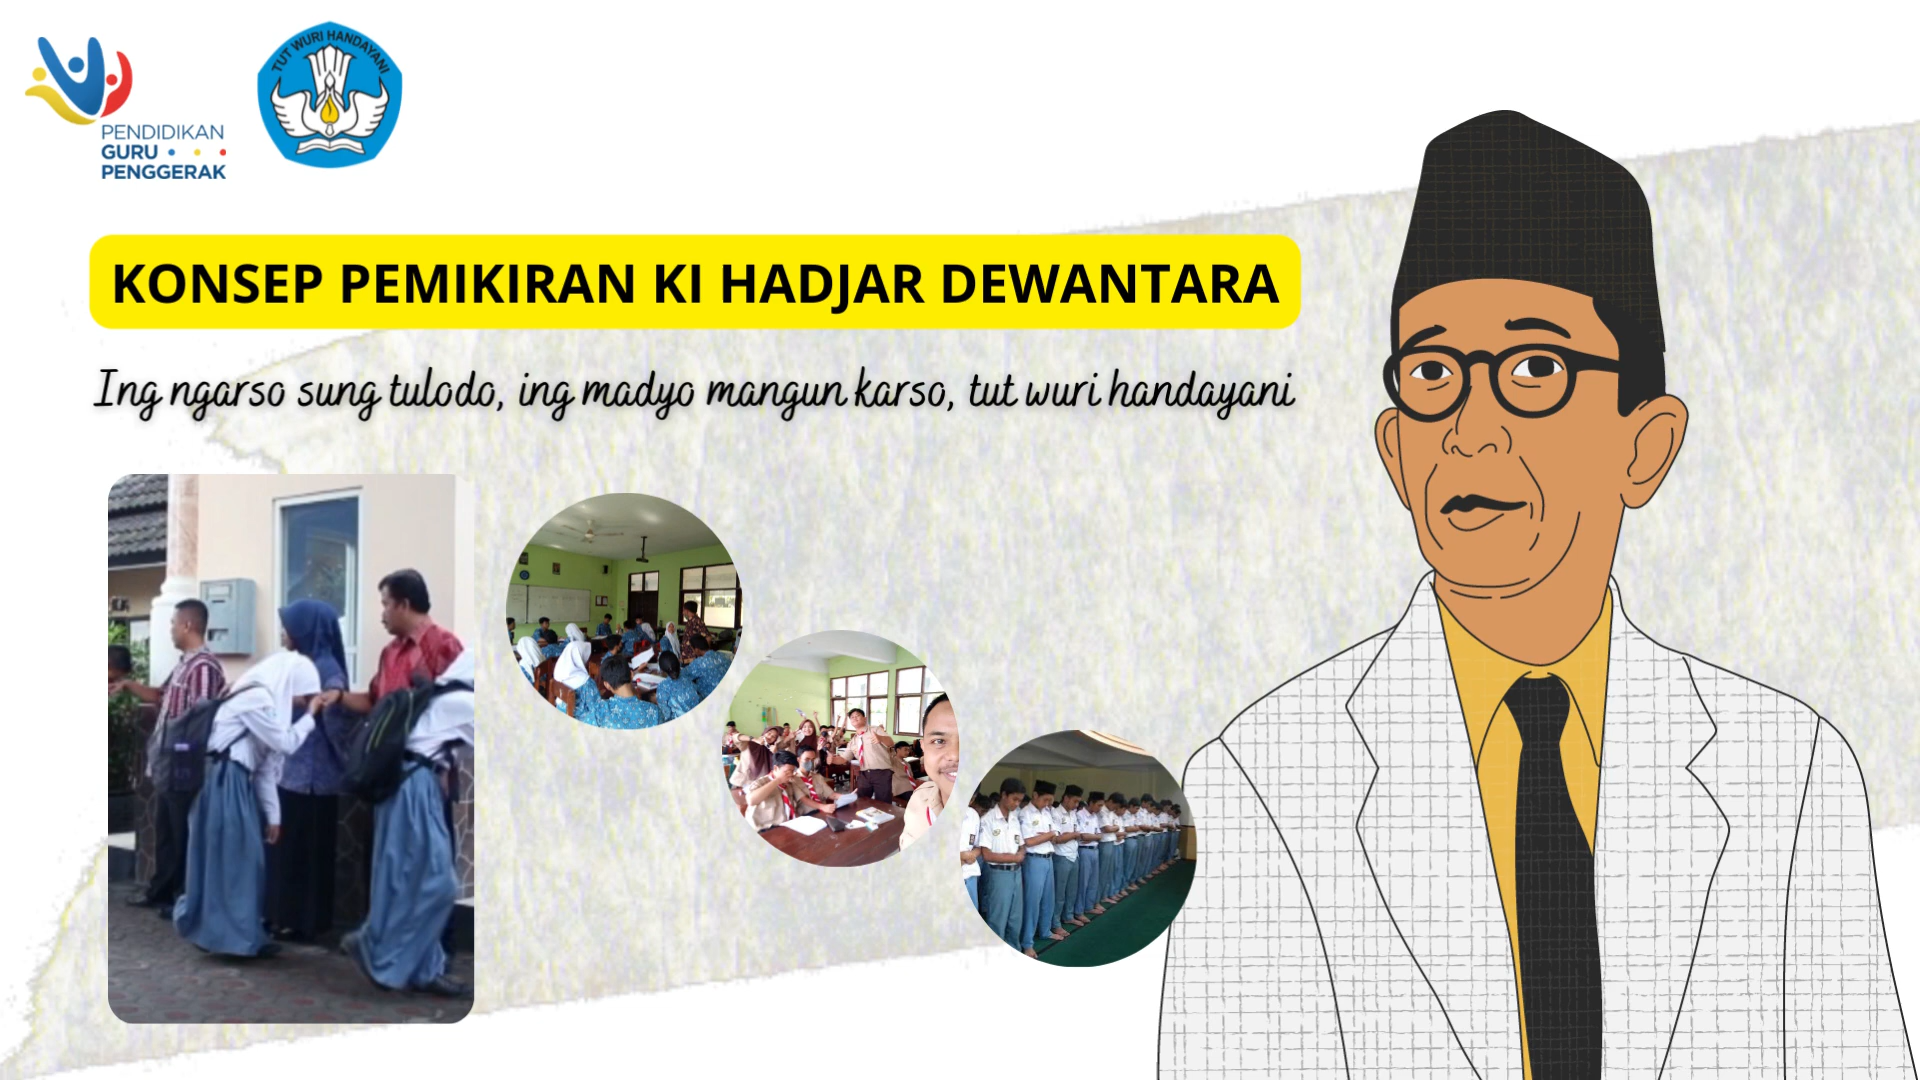 PENDIDIKAN
GURU
PENGGERAK
TUT WURI HANDAYANI
KONSEP PEMIKIRAN KI HADJAR DEWANTARA
Ing ngarso sung tulodo, ing madyo mangun karso, tut wuri handayani